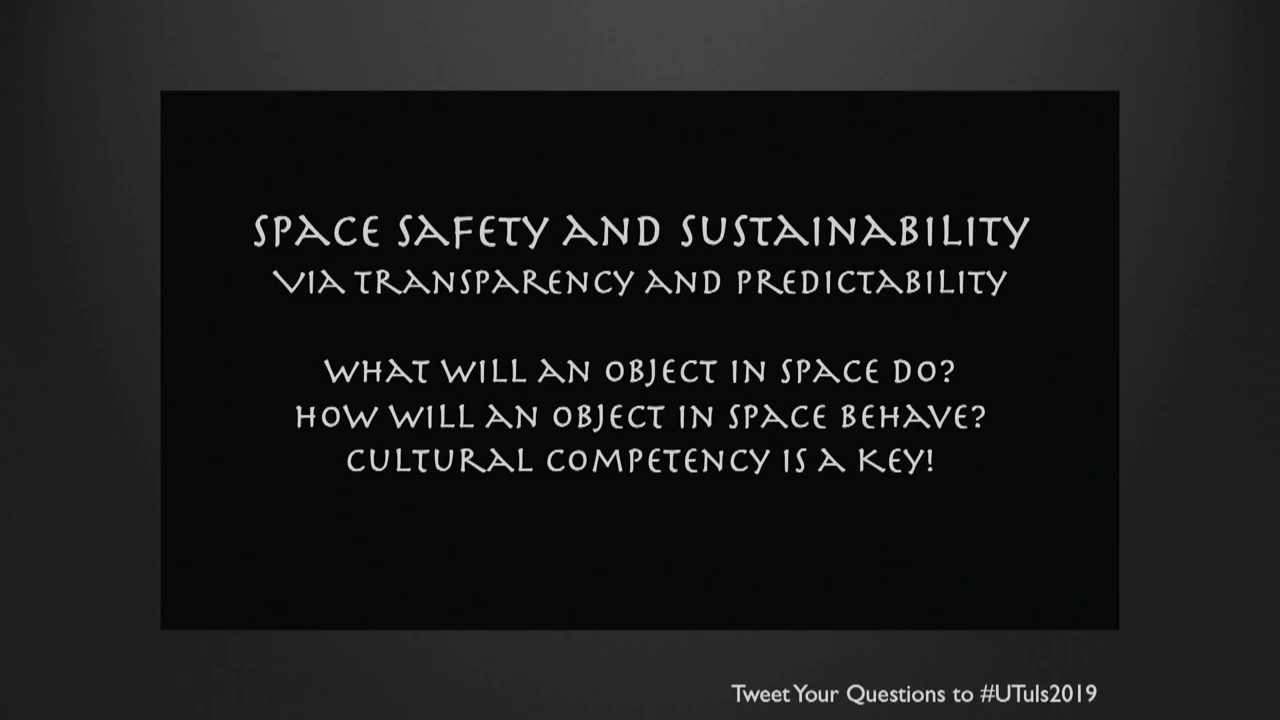 SPACE SAFETY AND SUSTAINABILITY
VIA TRANSPARENCY AND PREDICTABILITY
WHAT WILL AN OBJECT IN SPACE DO?
HOW WILL AN OBJECT IN SPACE BEHAVE?
CULTURAL COMPETENCY IS A KEY!
Tweet Your Questions to #UTuls2019